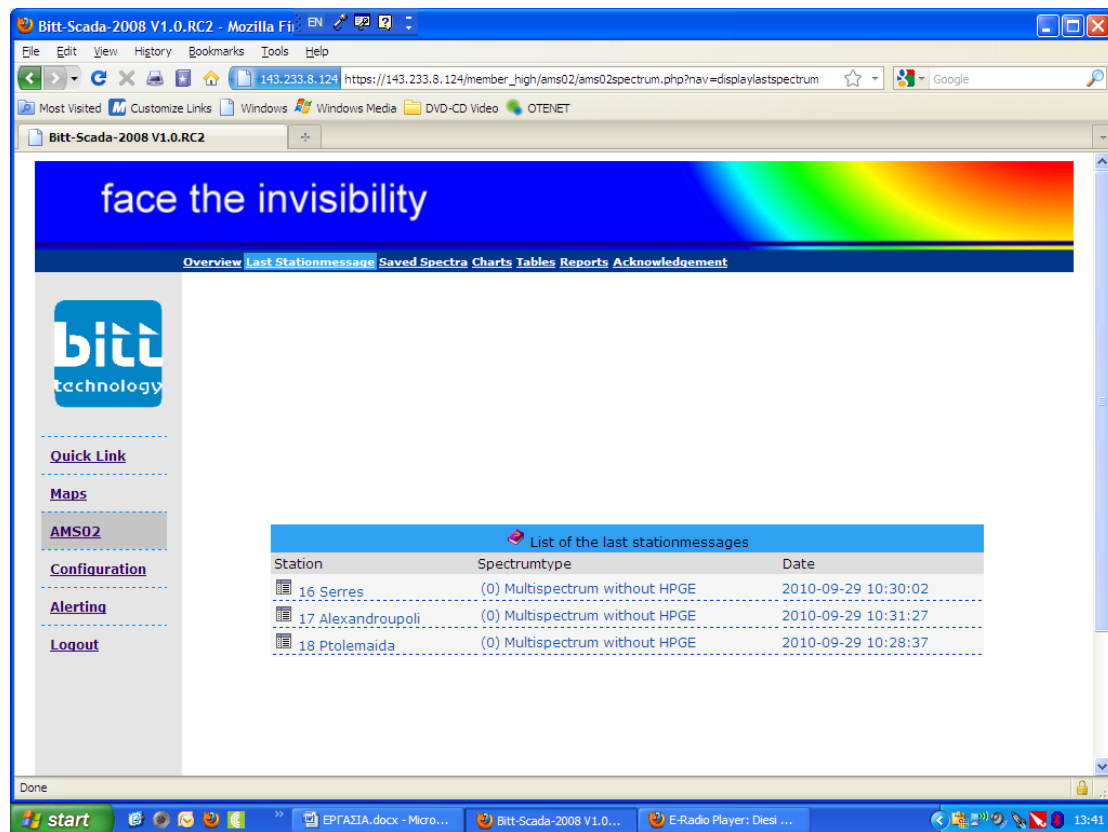 Bitt-Scada-2008 V1.0.RC2 - Mozilla Fi
EN
File Edit View History Bookmarks Tools Help
143.233.8.124 https://143.233.8.124/member_high/ams02/ams02spectrum.php?nav=displaylastspectrum Google
Most Visited Customize Links Windows Windows Media DVD-CD Video OTENET
Bitt-Scada-2008 V1.0.RC2
face the invisibility
Overview Last Stationmessage Saved Spectra Charts Tables Reports Acknowledgement
bitt
technology
Quick Link
Maps
AMS02
Configuration
Alerting
Logout
List of the last stationmessages
Station Spectrumtype Date
16 Serres (0) Multispectrum without HPGE 2010-09-29 10:30:02
17 Alexandroupoli (0) Multispectrum without HPGE 2010-09-29 10:31:27
18 Ptolemaida (0) Multispectrum without HPGE 2010-09-29 10:28:37
Done
start ΕΡΓΑΣΙΑ.docx - Micro... Bitt-Scada-2008 V1.0... E-Radio Player: Diesi ... 13:41